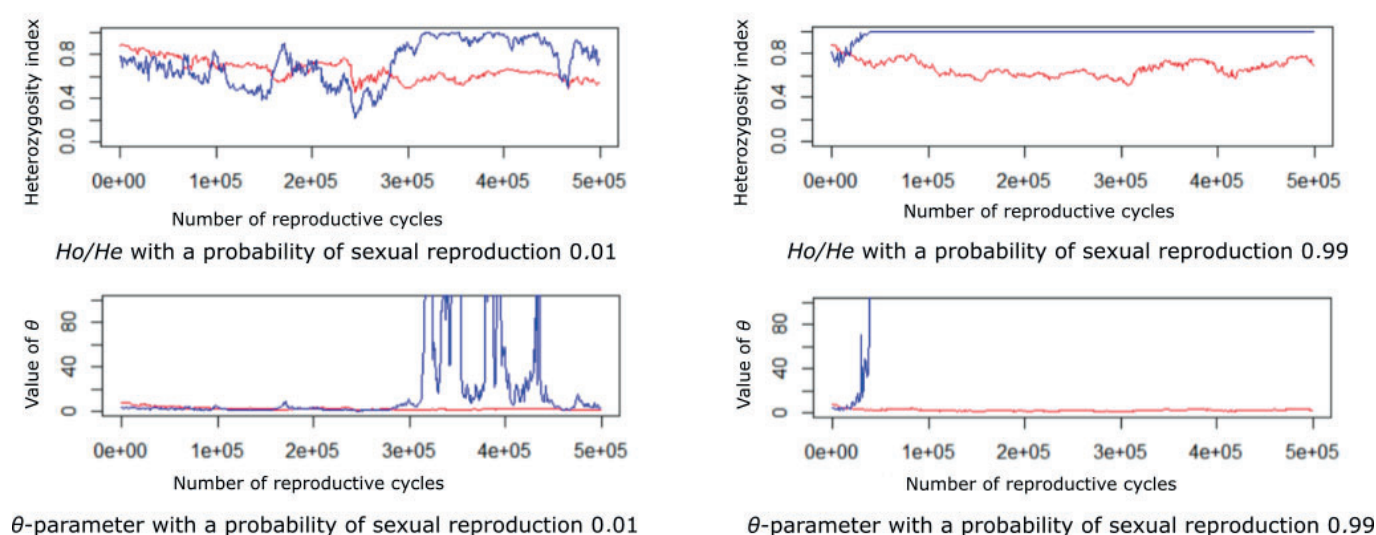 Heterozygosity index
0.0 0.4 0.8
0e+00 1e+05 2e+05 3e+05 4e+05 5e+05
Number of reproductive cycles
Ho/He with a probability of sexual reproduction 0.01
Heterozygosity index
0.0 0.4 0.8
0e+00 1e+05 2e+05 3e+05 4e+05 5e+05
Number of reproductive cycles
Ho/He with a probability of sexual reproduction 0.99
Value of θ
0 40 80
0e+00 1e+05 2e+05 3e+05 4e+05 5e+05
Number of reproductive cycles
θ-parameter with a probability of sexual reproduction 0.01
Value of θ
0 40 80
0e+00 1e+05 2e+05 3e+05 4e+05 5e+05
Number of reproductive cycles
θ-parameter with a probability of sexual reproduction 0.99